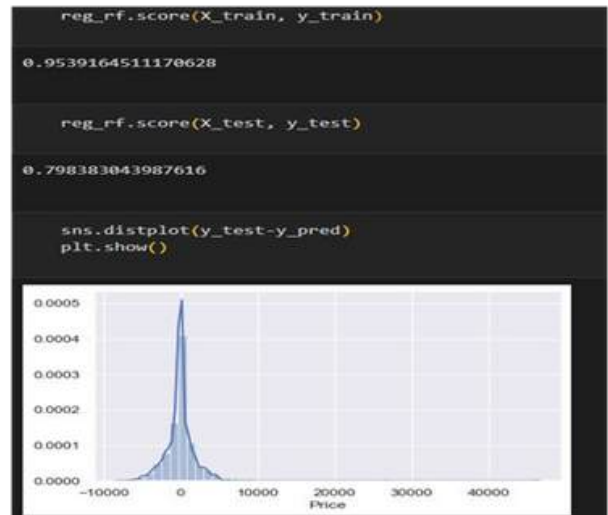 reg_rf.score(X_train, y_train)
0.9539164511170628
reg_rf.score(X_test, y_test)
0.798383043987616
sns.distplot(y_test-y_pred)
plt.show()
0.0005
0.0004
0.0003
0.0002
0.0001
0.0000
−10000 0 10000 20000 30000 40000
Price